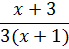 x + 3
3(x + 1)